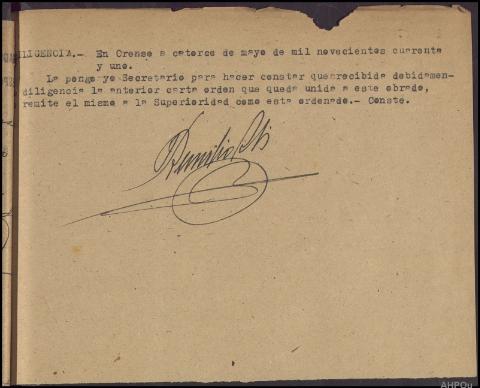 DILIGENCIA.- En Orense a catorce de mayo de mil novecientos cuarenta
y uno.
La pongo yo Secretario para hacer constar que recibida debidamen-
diligencia la anterior carta orden que queda unida a este obrado,
remite el mismo a la Superioridad como esta ordenado.- Conste.
AHPOu